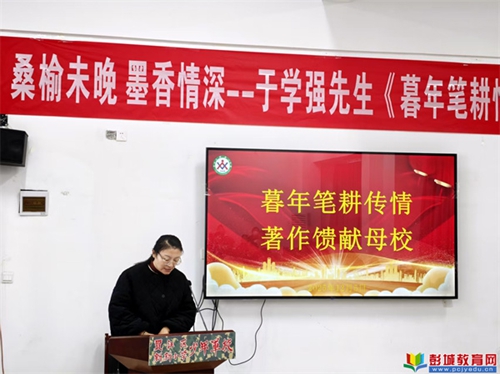 桑榆未晚 墨香情深--于学强先生《暮年笔耕情
暮年笔耕传情
著作馈献母校
彭城教育网
www.pcjyedu.cn